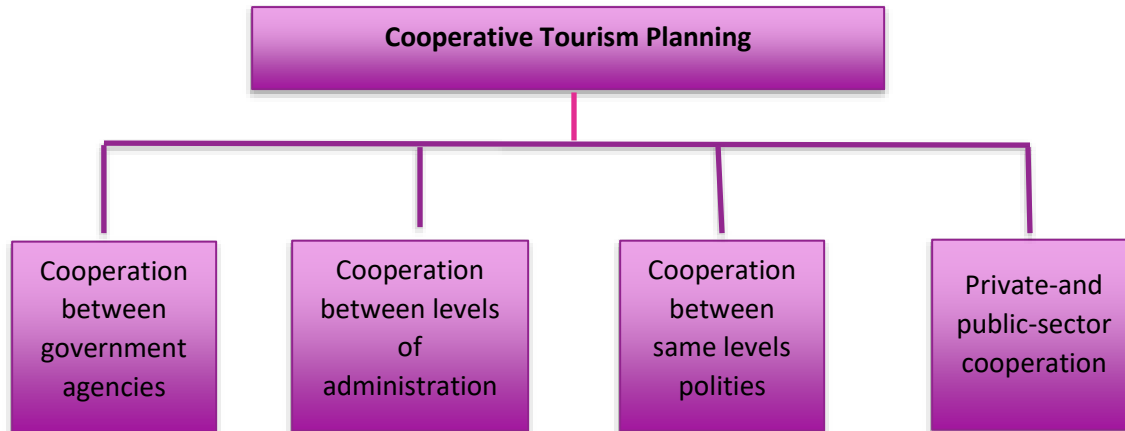 Cooperative Tourism Planning
Cooperation
between
government
agencies
Cooperation
between levels
of
administration
Cooperation
between
same levels
polities
Private-and
public-sector
cooperation